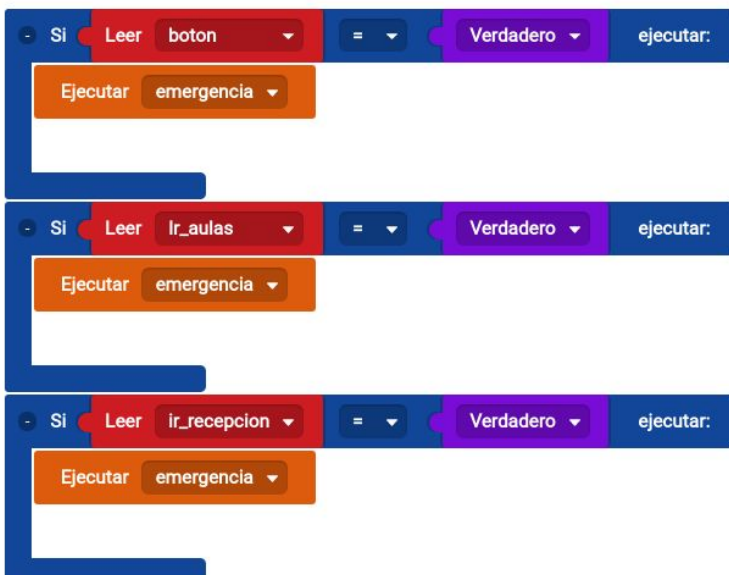 - Si Leer boton = Verdadero ejecutar:
Ejecutar emergencia
- Si Leer Ir_aulas = Verdadero ejecutar:
Ejecutar emergencia
- Si Leer ir_recepcion = Verdadero ejecutar:
Ejecutar emergencia